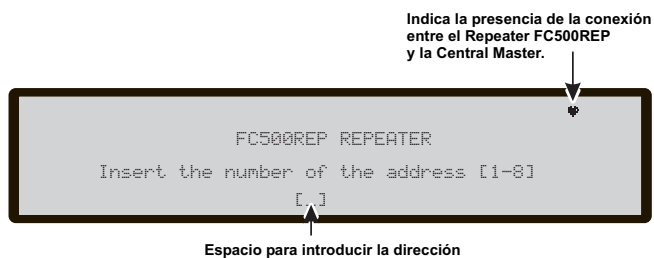 Indica la presencia de la conexión
entre el Repeater FC500REP
y la Central Master.
FC500REP REPEATER
Insert the number of the address [1-8]
[_]
Espacio para introducir la dirección